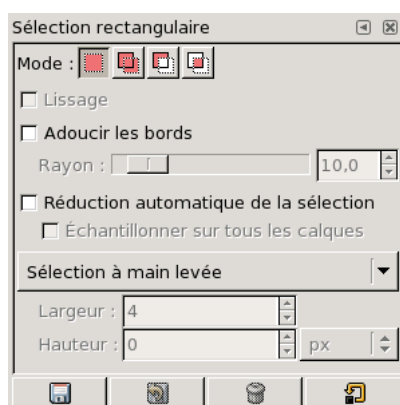 Sélection rectangulaire
Mode :
Lissage
Adoucir les bords
Rayon : 10,0
Réduction automatique de la sélection
Échantillonner sur tous les calques
Sélection à main levée
Largeur : 4
Hauteur : 0 px